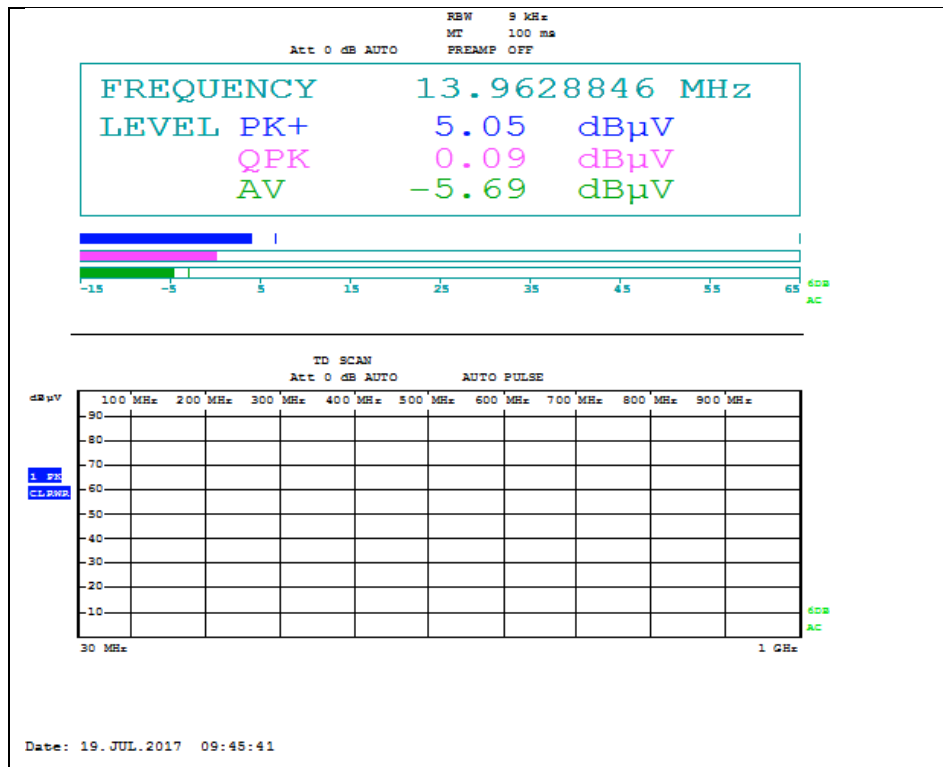 RBW 9 kHz
MT 100 ms
Att 0 dB AUTO PREAMP OFF
FREQUENCY 13.9628846 MHz
LEVEL PK+ 5.05 dBµV
QPK 0.09 dBµV
AV -5.69 dBµV
-15 -5 5 15 25 35 45 55 65
6DB
AC
TD SCAN
Att 0 dB AUTO AUTO PULSE
dBµV
100 MHz 200 MHz 300 MHz 400 MHz 500 MHz 600 MHz 700 MHz 800 MHz 900 MHz
90
80
70
1 PK
CLRWR
60
50
40
30
20
10
6DB
AC
30 MHz 1 GHz
Date: 19.JUL.2017 09:45:41